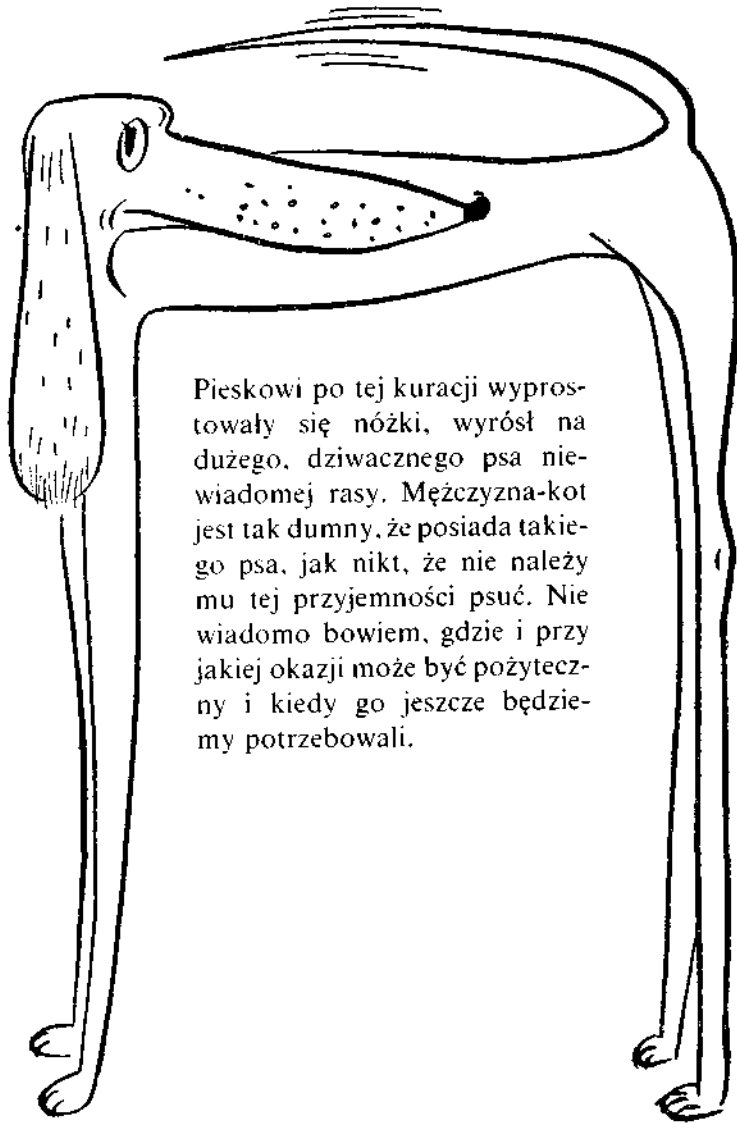 Pieskowi po tej kuracji wypros-
towały się nóżki, wyrósł na
dużego, dziwacznego psa nie-
wiadomej rasy. Mężczyzna-kot
jest tak dumny, że posiada takie-
go psa, jak nikt, że nie należy
mu tej przyjemności psuć. Nie
wiadomo bowiem, gdzie i przy
jakiej okazji może być pożytecz-
ny i kiedy go jeszcze będzie-
my potrzebowali.